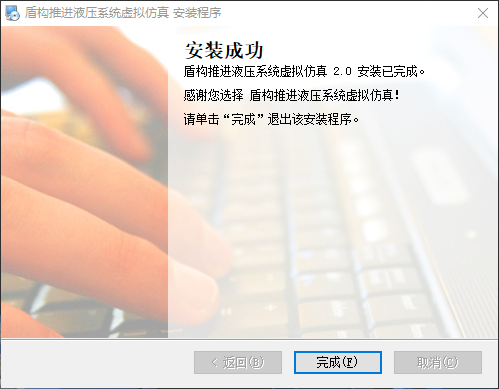 盾构推进液压系统虚拟仿真 安装程序
安装成功
盾构推进液压系统虚拟仿真 2.0 安装已完成。
感谢您选择 盾构推进液压系统虚拟仿真!
请单击“完成”退出该安装程序。
< 返回(B) 完成(F) 取消(C)